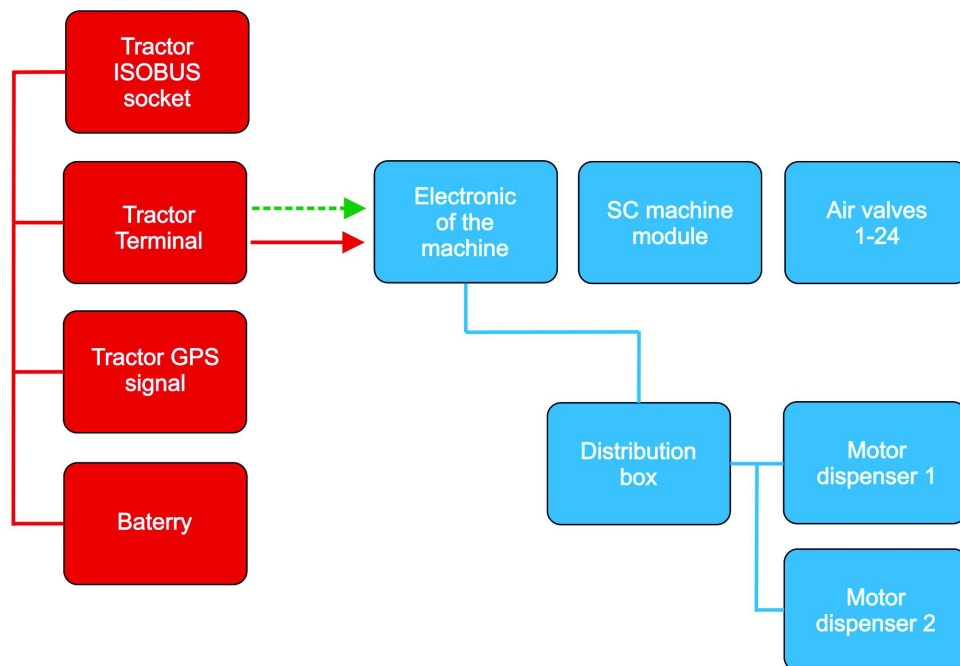 Tractor
ISOBUS
socket
Tractor
Terminal
Electronic
of the
machine
SC machine
module
Air valves
1-24
Tractor GPS
signal
Distribution
box
Motor
dispenser 1
Baterry
Motor
dispenser 2